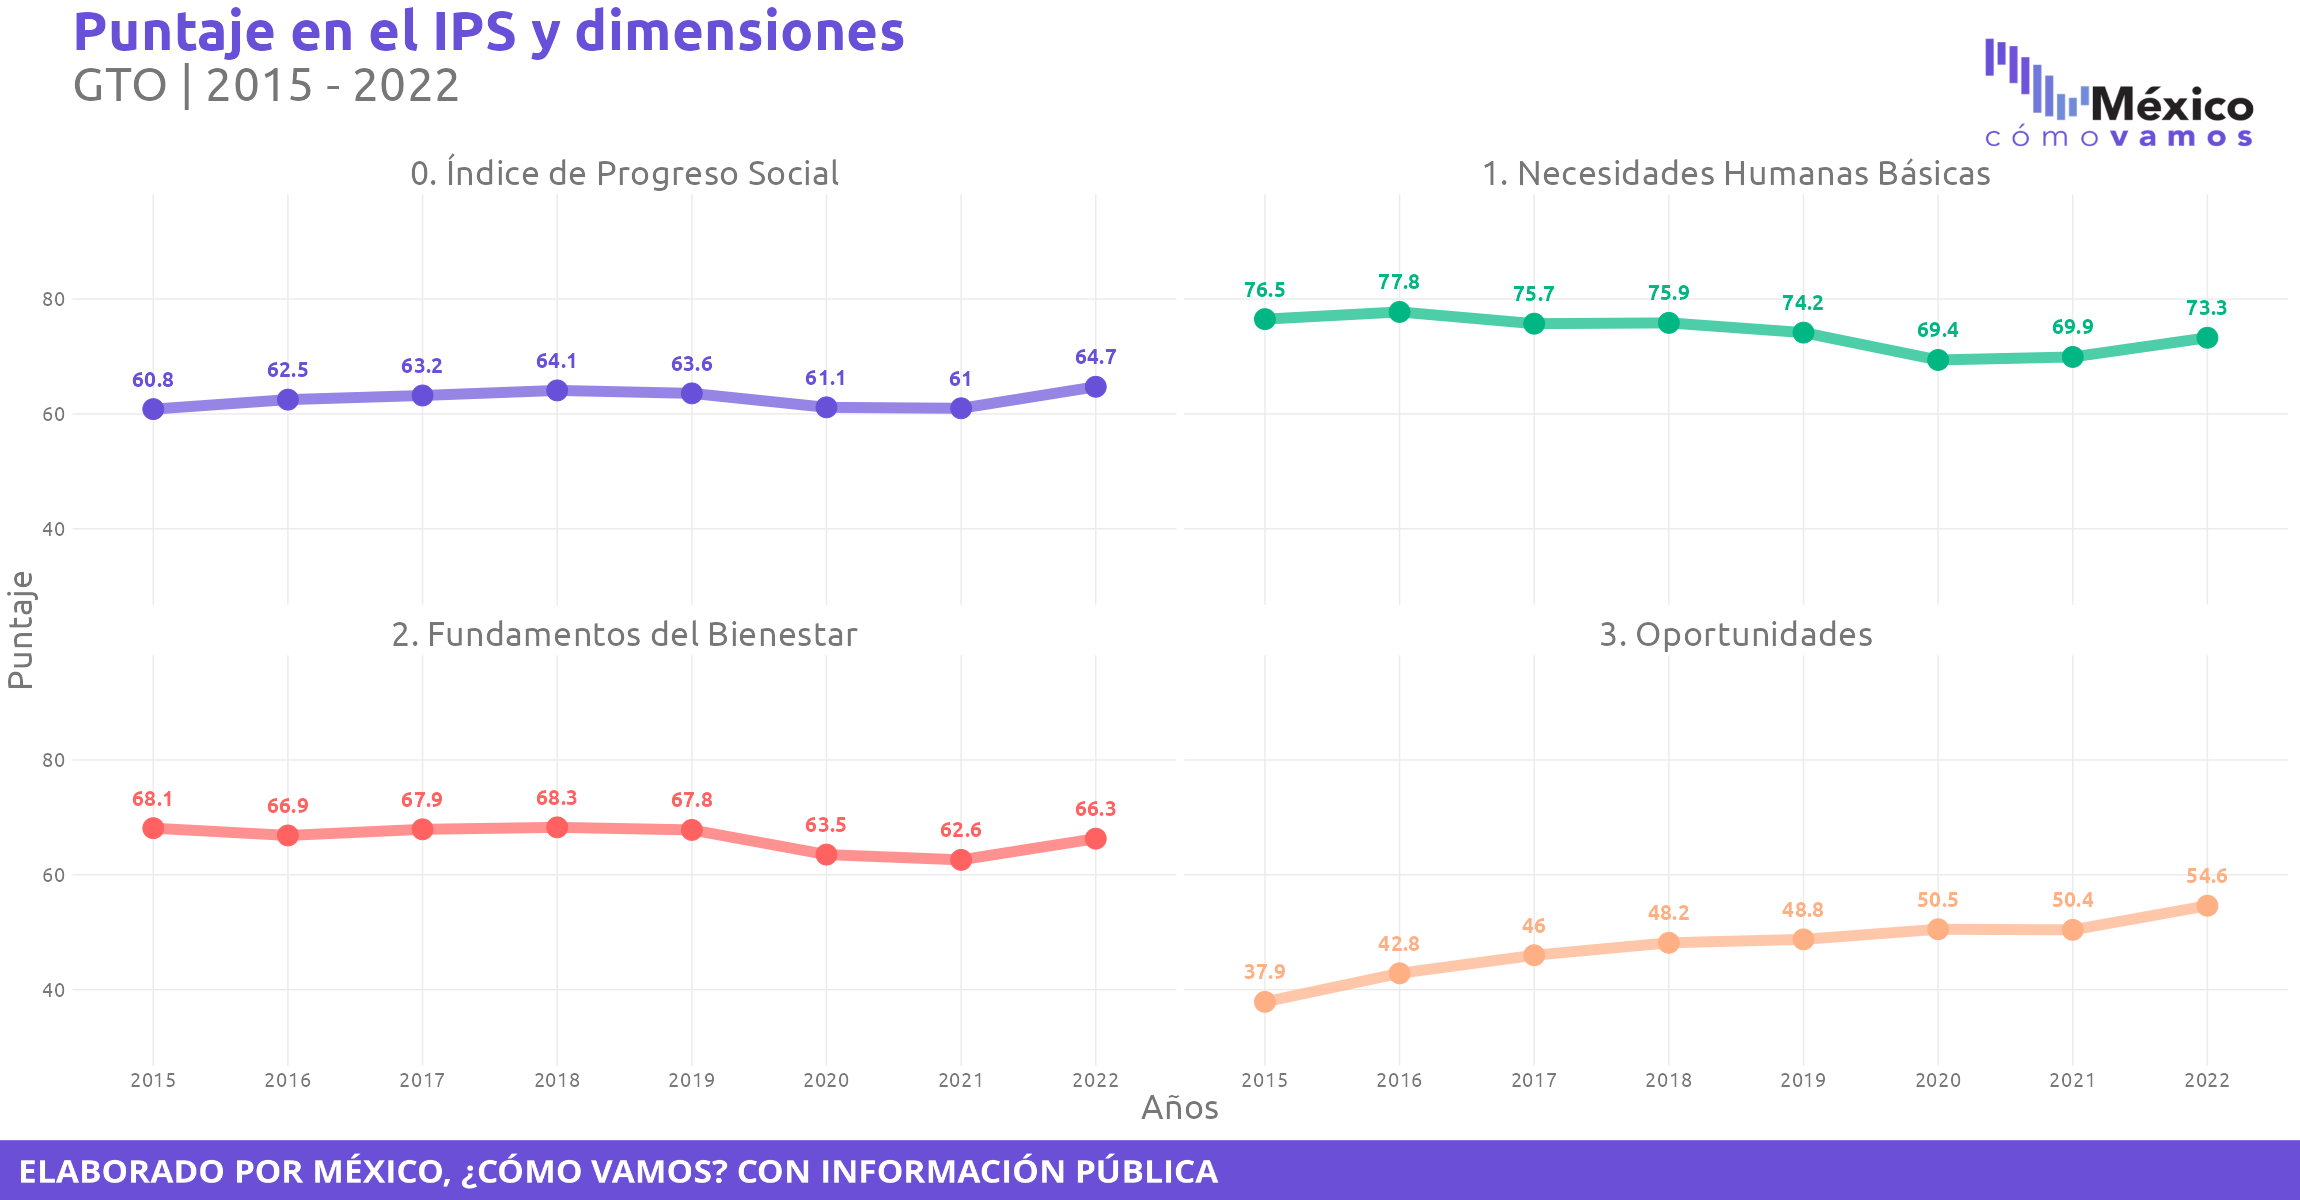 Puntaje en el IPS y dimensiones
GTO | 2015 - 2022
México
cómovamos
0. Índice de Progreso Social
80
60
40
60.8 62.5 63.2 64.1 63.6 61.1 61 64.7
1. Necesidades Humanas Básicas
76.5 77.8 75.7 75.9 74.2 69.4 69.9 73.3
Puntaje
2. Fundamentos del Bienestar
80
60
40
68.1 66.9 67.9 68.3 67.8 63.5 62.6 66.3
2015 2016 2017 2018 2019 2020 2021 2022
3. Oportunidades
37.9 42.8 46 48.2 48.8 50.5 50.4 54.6
2015 2016 2017 2018 2019 2020 2021 2022
Años
ELABORADO POR MÉXICO, ¿CÓMO VAMOS? CON INFORMACIÓN PÚBLICA